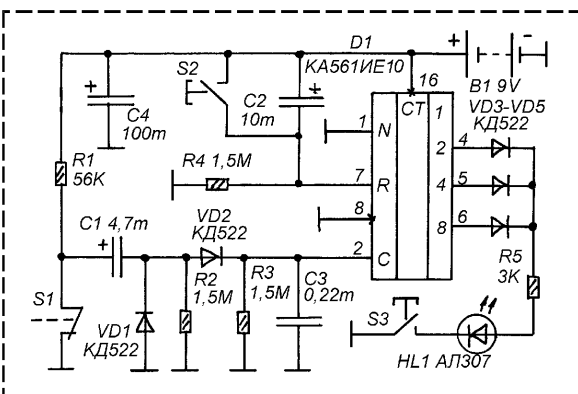 S2
D1
КА561ИЕ10
+
-
16
B1 9V
VD3-VD5
КД522
+
C4
100m
C2
10m
+
CT
1
N
1
2
4
R1
56K
R4 1,5M
7
R
4
5
8
8
6
C1 4,7m
+
VD2
КД522
2
C
R5
3K
S1
R2
1,5M
R3
1,5M
C3
0,22m
VD1
КД522
S3
HL1 АЛ307